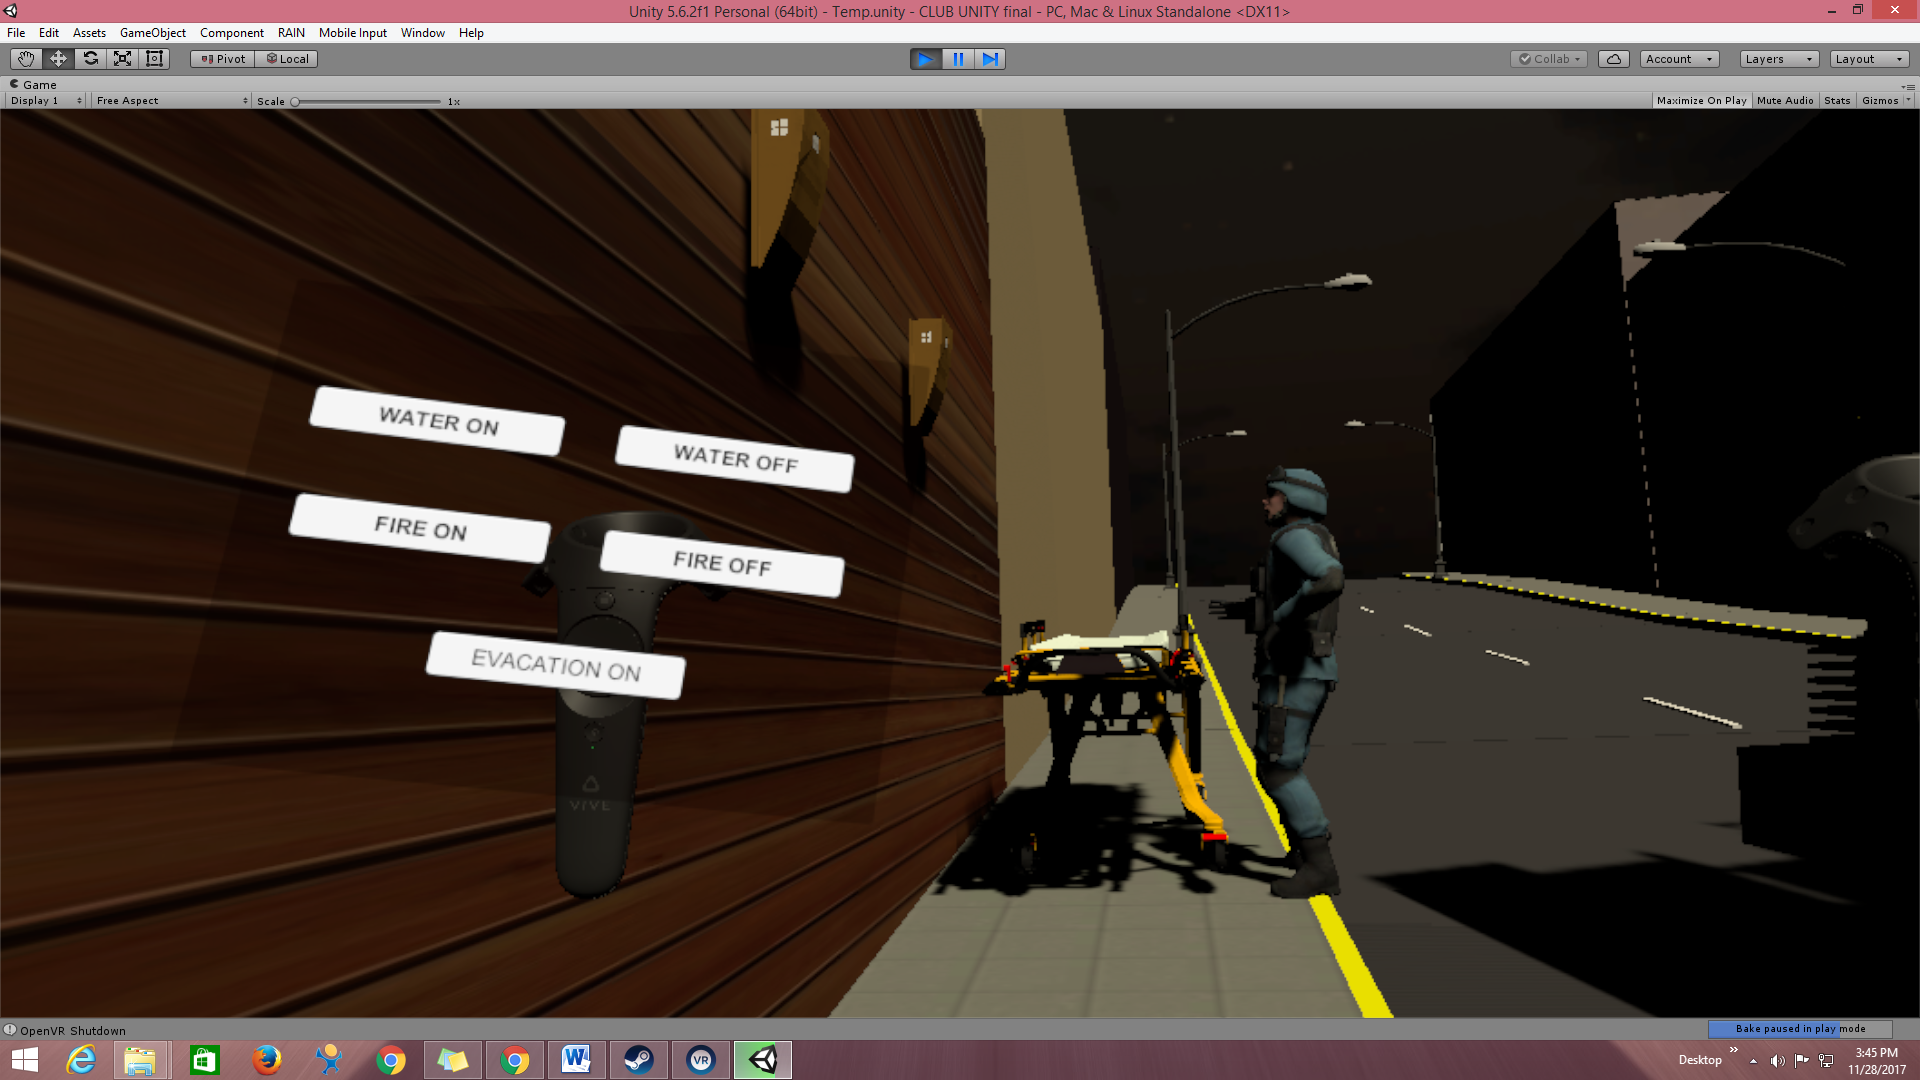 Unity 5.6.2f1 Personal (64bit) - Temp.unity - CLUB UNITY final - PC, Mac & Linux Standalone <DX11>
File Edit Assets GameObject Component RAIN Mobile Input Window Help
Pivot Local Collab Account Layers Layout
Game
Display 1 Free Aspect Scale 1x Maximize On Play Mute Audio Stats Gizmos
WATER ON
WATER OFF
FIRE ON
FIRE OFF
EVACATION ON
VIVE
OpenVR Shutdown
Bake paused in play mode
W
VR
Desktop
3:45 PM
11/28/2017